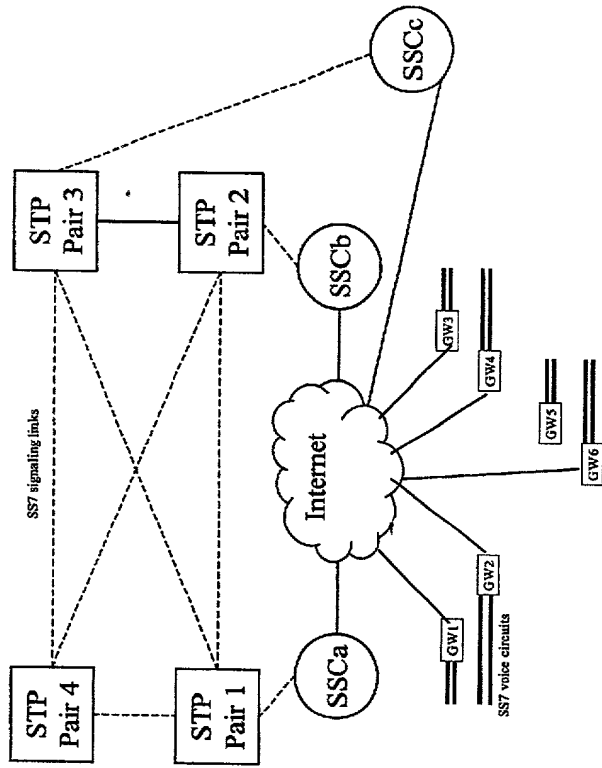 SS7 signaling links
STP
Pair 4
STP
Pair 3
STP
Pair 1
STP
Pair 2
SSCa
Internet
SSCb
SSCc
GW1
GW2
SS7 voice circuits
GW3
GW4
GW5
GW6